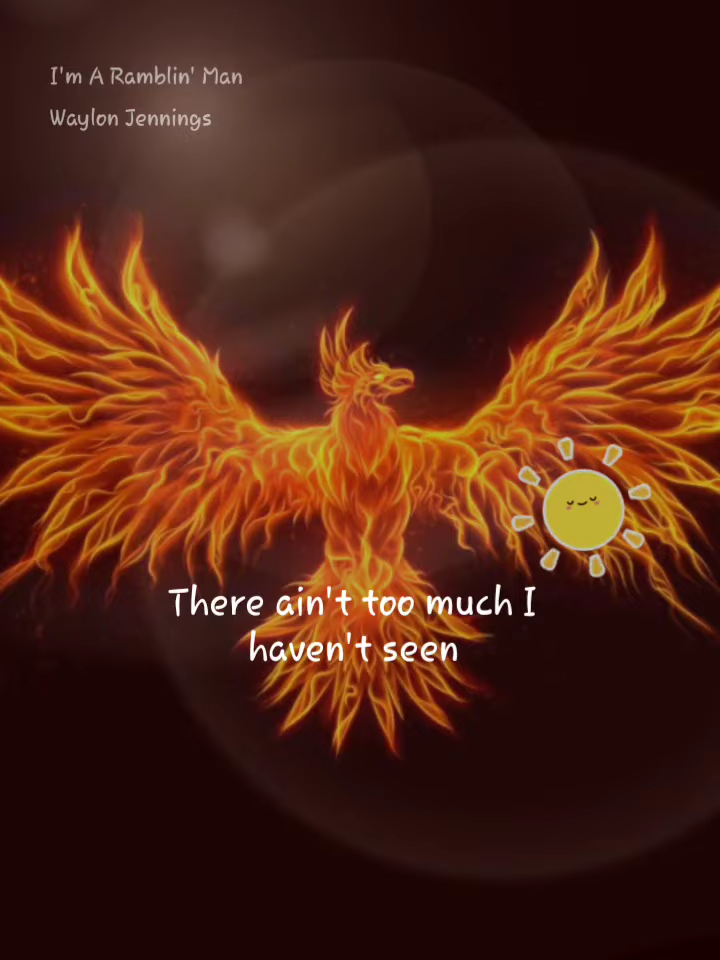 I'm A Ramblin' Man
Waylon Jennings
There ain't too much I
haven't seen